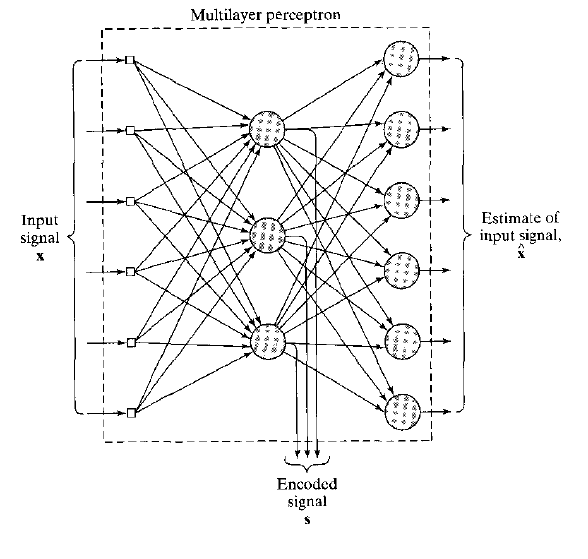 Multilayer perceptron
Input
signal
x
Estimate of
input signal,
x̂
Encoded
signal
s